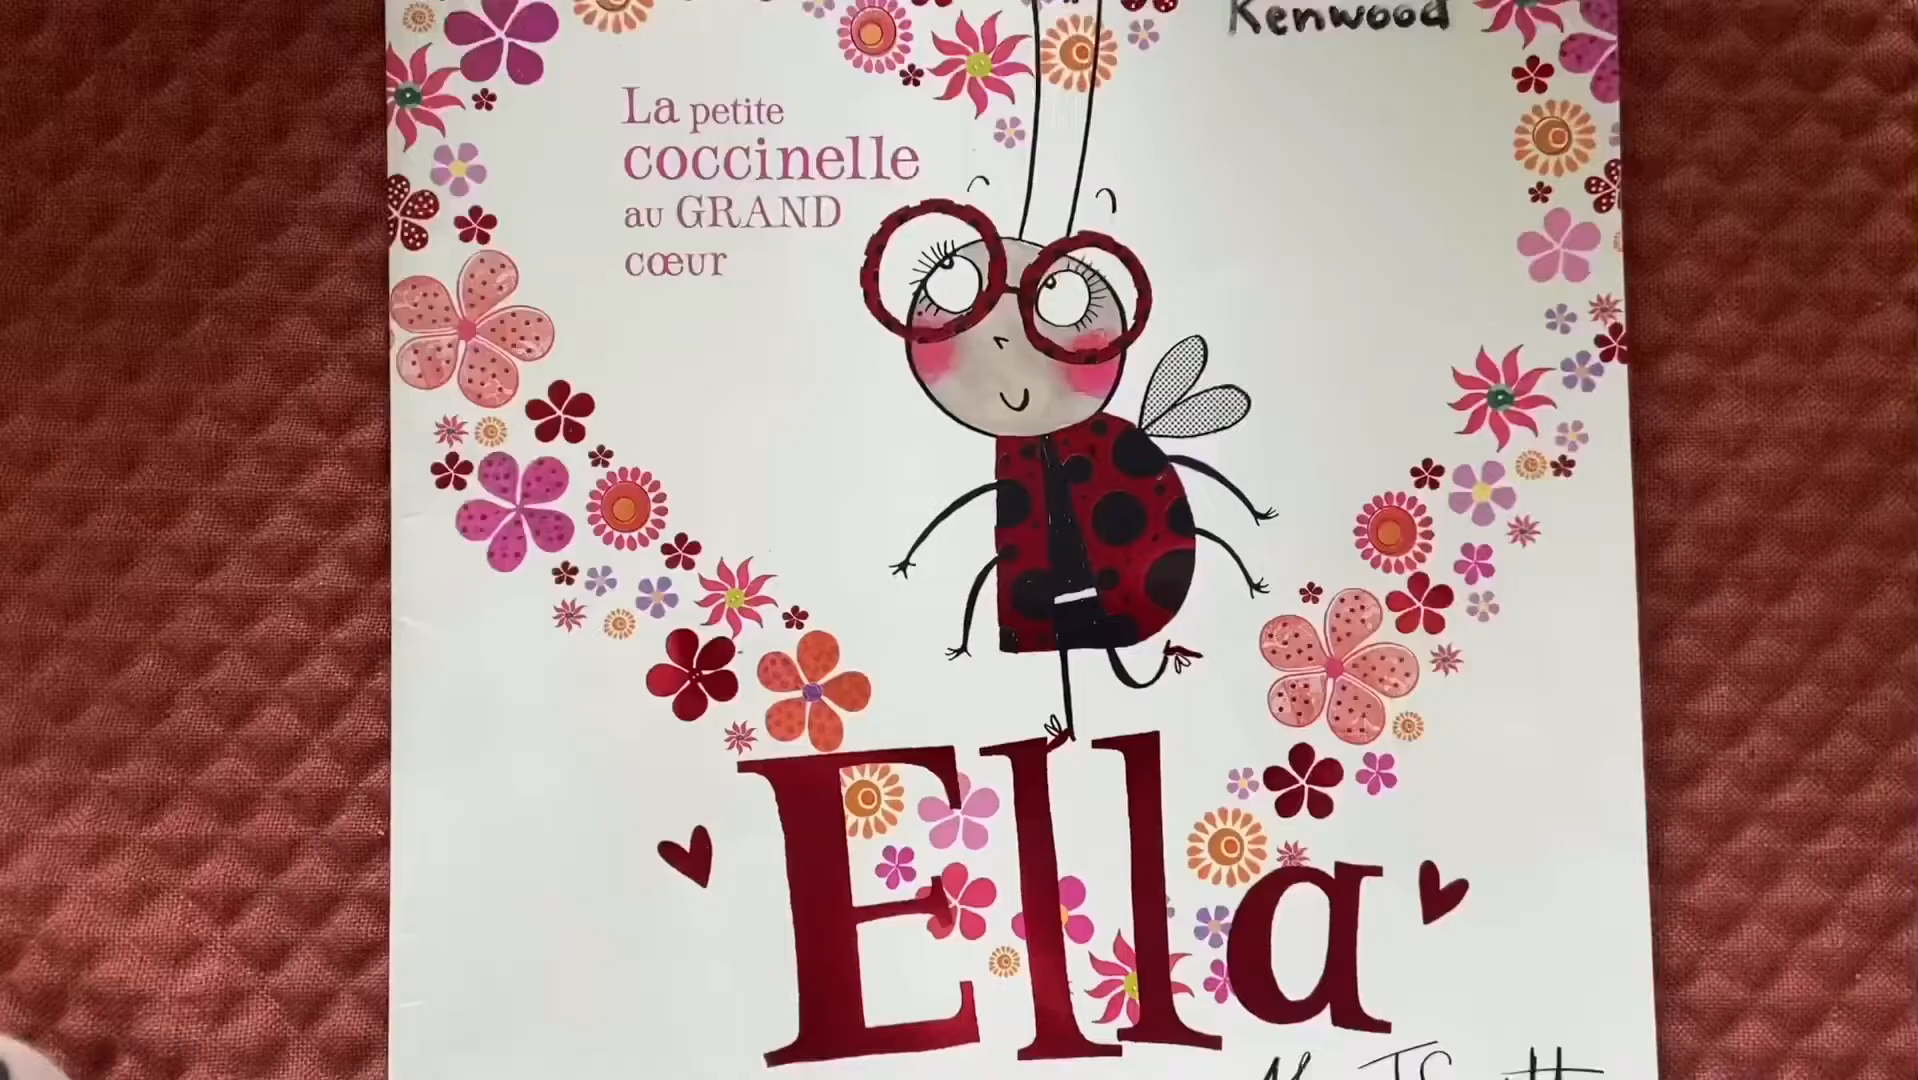 Kenwood
La petite
coccinelle
au GRAND
cœur
Ella